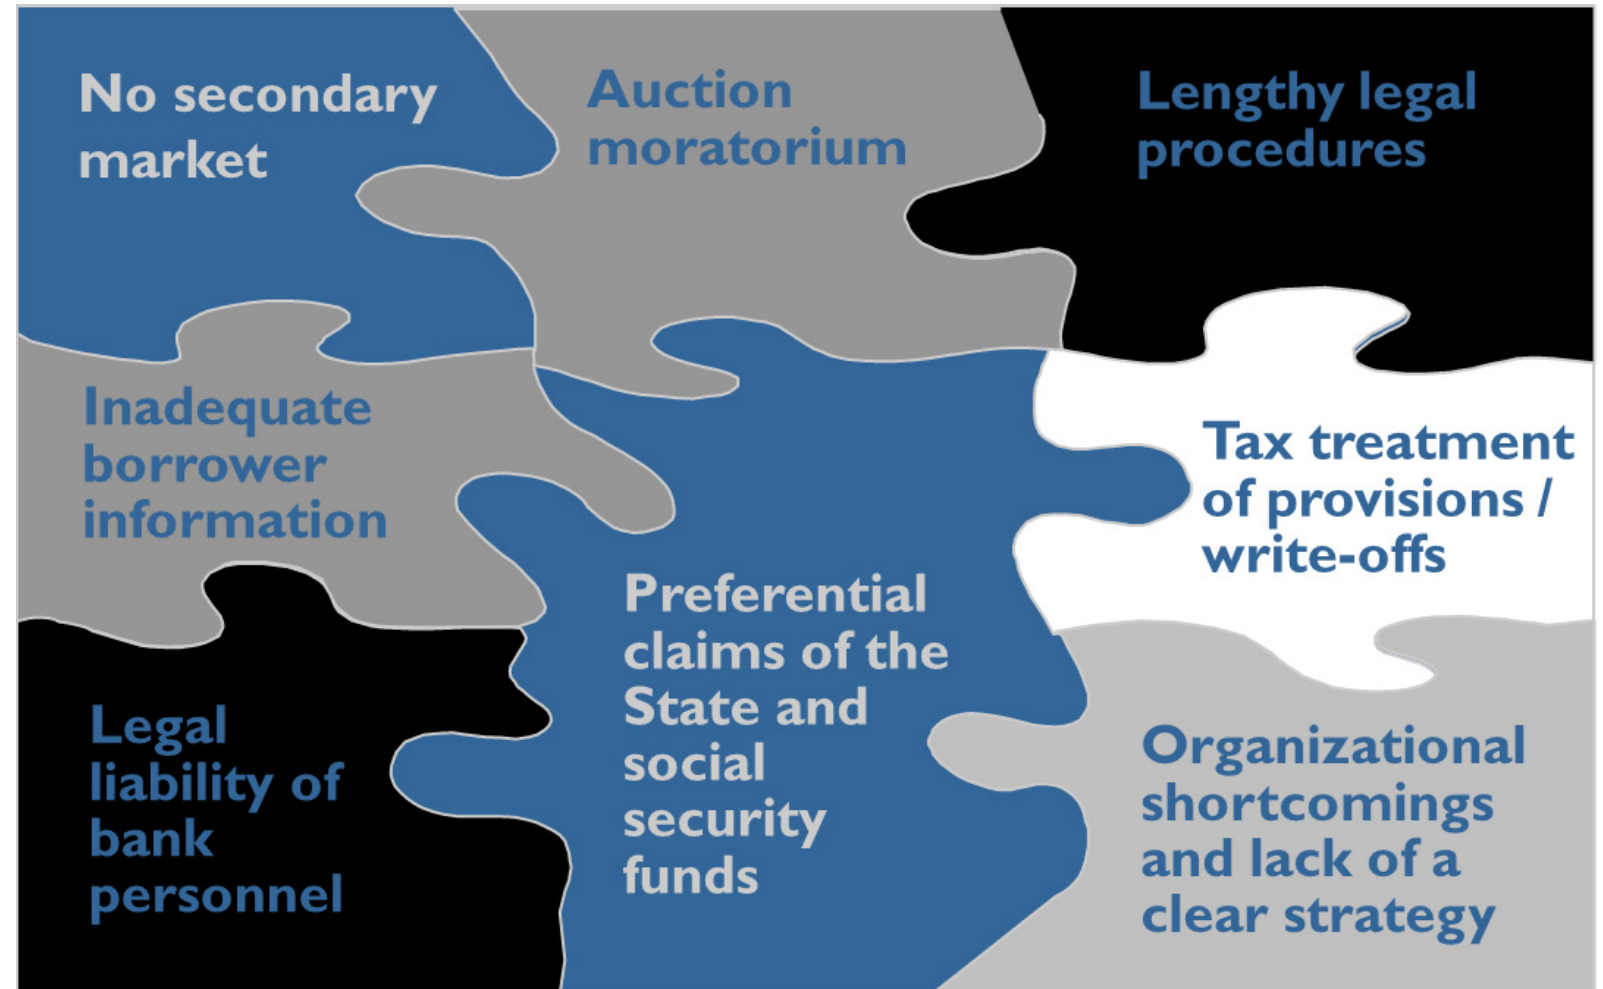 No secondary
market
Auction
moratorium
Lengthy legal
procedures
Inadequate
borrower
information
Tax treatment
of provisions /
write-offs
Preferential
claims of the
State and
social
security
funds
Legal
liability of
bank
personnel
Organizational
shortcomings
and lack of a
clear strategy